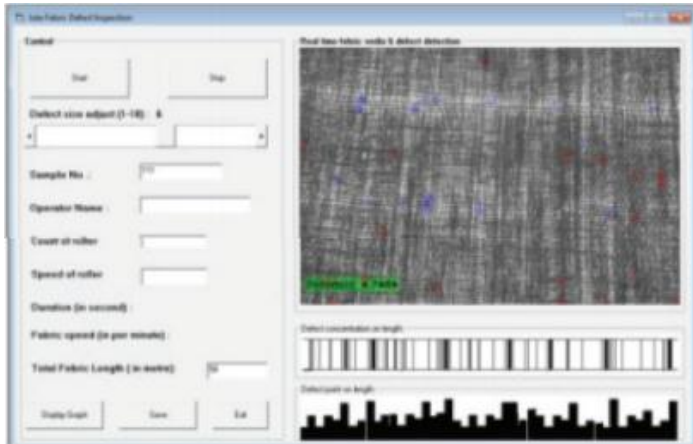 Jute Fabric Defect Inspection
Control
Start
Stop
Defect size adjust (1-10) : 6
Sample No :
Operator Name :
Count of roller
Speed of roller
Duration (in second) :
Fabric speed (in per minute) :
Total Fabric Length ( in metre)
Display Graph
Save
Exit
Real time fabric vedio & defect detection
Defect concentration on length
Defect point on length